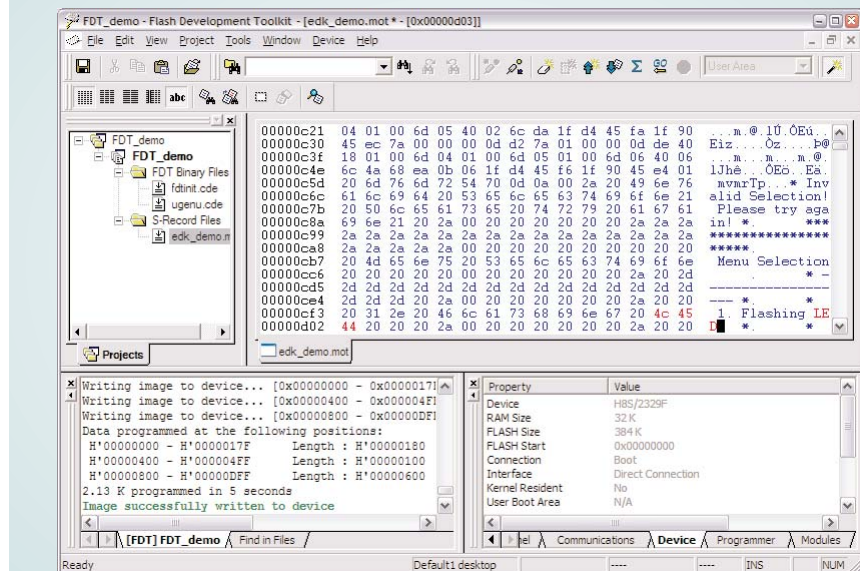 FDT_demo - Flash Development Toolkit - [edk_demo.mot * - [0x00000d03]]
File Edit View Project Tools Window Device Help
abc
User Area
FDT_demo
FDT_demo
FDT Binary Files
fdtinit.cde
ugenu.cde
S-Record Files
edk_demo.m
Projects
00000c21 04 01 00 6d 05 40 02 6c da 1f d4 45 fa 1f 90 ...m.@.lÚ.ÔEú..
00000c30 45 ec 7a 00 00 00 0d d2 7a 01 00 00 0d de 40 Eìz....Òz....Þ@
00000c3f 18 01 00 6d 04 01 00 6d 05 01 00 6d 06 40 06 ...m...m...m.@.
00000c4e 6c 4a 68 ea 0b 06 1f d4 45 f6 1f 90 45 e4 01 lJhê...ÔEö..Eä.
00000c5d 20 6d 76 6d 72 54 70 0d 0a 00 2a 20 49 6e 76 mvmrTp...* Inv
00000c6c 61 6c 69 64 20 53 65 6c 65 63 74 69 6f 6e 21 alid Selection!
00000c7b 20 50 6c 65 61 73 65 20 74 72 79 20 61 67 61 Please try aga
00000c8a 69 6e 21 20 2a 00 20 20 20 20 20 20 2a 2a 2a in! *. ***
00000c99 2a 2a 2a 2a 2a 2a 2a 2a 2a 2a 2a 2a 2a 2a 2a ***************
00000ca8 2a 2a 2a 2a 2a 00 20 20 20 20 20 20 20 20 20 *****.
00000cb7 20 4d 65 6e 75 20 53 65 6c 65 63 74 69 6f 6e Menu Selection
00000cc6 20 20 20 20 20 00 20 20 20 20 20 20 2a 20 2d . * -
00000cd5 2d 2d 2d 2d 2d 2d 2d 2d 2d 2d 2d 2d 2d 2d 2d ---------------
00000ce4 2d 2d 2d 20 2a 00 20 20 20 20 20 20 2a 20 20 --- *. *
00000cf3 20 31 2e 20 46 6c 61 73 68 69 6e 67 20 4c 45 1. Flashing LE
00000d02 44 20 20 20 2a 00 20 20 20 20 20 20 2a 20 20 D *. *
edk_demo.mot
Writing image to device... [0x00000000 - 0x0000017
Writing image to device... [0x00000400 - 0x000004F
Writing image to device... [0x00000800 - 0x00000DF
Data programmed at the following positions:
H'00000000 - H'0000017F Length : H'00000180
H'00000400 - H'000004FF Length : H'00000100
H'00000800 - H'00000DFF Length : H'00000600
2.13 K programmed in 5 seconds
Image successfully written to device
[FDT] FDT_demo Find in Files
Property Value
Device H8S/2329F
RAM Size 32 K
FLASH Size 384 K
FLASH Start 0x00000000
Connection Boot
Interface Direct Connection
Kernel Resident No
User Boot Area N/A
nel Communications Device Programmer Modules
Ready Default1 desktop ---- ---- INS NUM